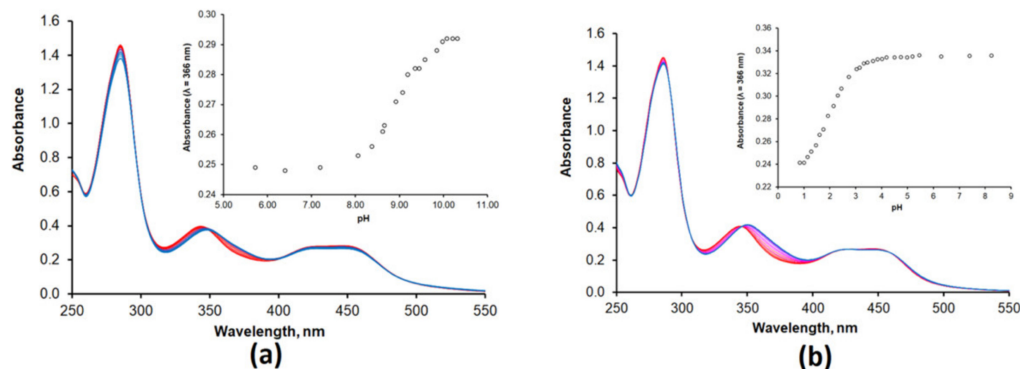 1.6
1.4
1.2
1.0
0.8
0.6
0.4
0.2
0.0
Absorbance
250 300 350 400 450 500 550
Wavelength, nm
0.30
0.29
0.28
0.27
0.26
0.25
0.24
Absorbance (λ = 366 nm)
5.00 6.00 7.00 8.00 9.00 10.00 11.00
pH
(a)
1.6
1.4
1.2
1.0
0.8
0.6
0.4
0.2
0.0
Absorbance
250 300 350 400 450 500 550
Wavelength, nm
0.36
0.34
0.32
0.30
0.28
0.26
0.24
0.22
Absorbance (λ = 366 nm)
0 1 2 3 4 5 6 7 8 9
pH
(b)